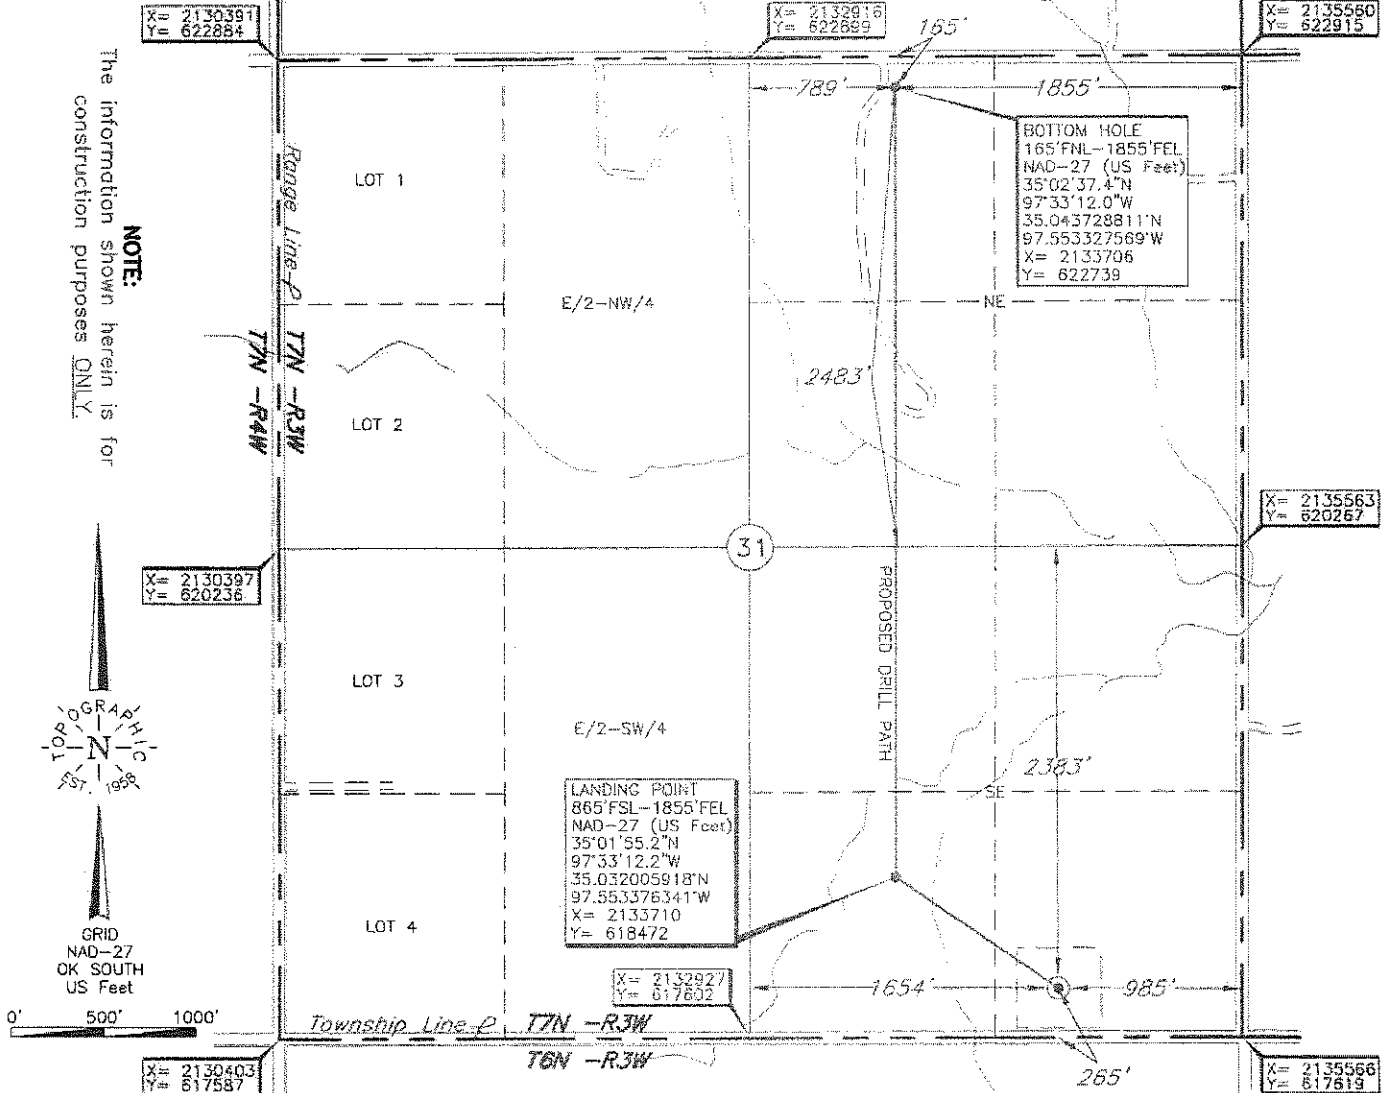 X= 2130391
Y= 622884
X= 2132916
Y= 622899
165'
X= 2135560
Y= 622915
789'
1855'
BOTTOM HOLE
165'FNL-1855'FEL
NAD-27 (US Feet)
35°02'37.4"N
97°33'12.0"W
35.043728811°N
97.553327569°W
X= 2133706
Y= 622739
The information shown herein is for
construction purposes ONLY.
NOTE:
Range Line
LOT 1
E/2-NW/4
NE
T7N -R3W
T7N -R4W
2483'
LOT 2
X= 2135563
Y= 620267
31
X= 2130397
Y= 620236
PROPOSED DRILL PATH
LOT 3
E/2-SW/4
TOPOGRAPHIC
N
EST. 1958
2383'
SE
LANDING POINT
865'FSL-1855'FEL
NAD-27 (US Feet)
35°01'55.2"N
97°33'12.2"W
35.032005918°N
97.553376341°W
X= 2133710
Y= 618472
LOT 4
GRID
NAD-27
OK SOUTH
US Feet
0' 500' 1000'
X= 2132927
Y= 617602
1654'
985'
Township Line
T7N -R3W
T6N -R3W
265'
X= 2130403
Y= 617587
X= 2135566
Y= 617619